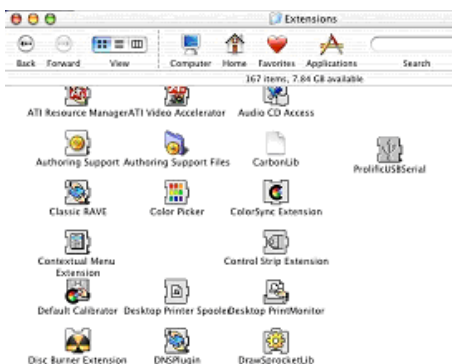 Extensions
Back Forward View Computer Home Favorites Applications Search
167 items, 7.84 GB available
ATI Resource Manager ATI Video Accelerator Audio CD Access
Authoring Support Authoring Support Files CarbonLib
ProlificUSBSerial
Classic RAVE Color Picker ColorSync Extension
Contextual Menu Control Strip Extension
Extension
Default Calibrator Desktop Printer Spooler Desktop PrintMonitor
Disc Burner Extension DNSPlugin DrawSprocketLib